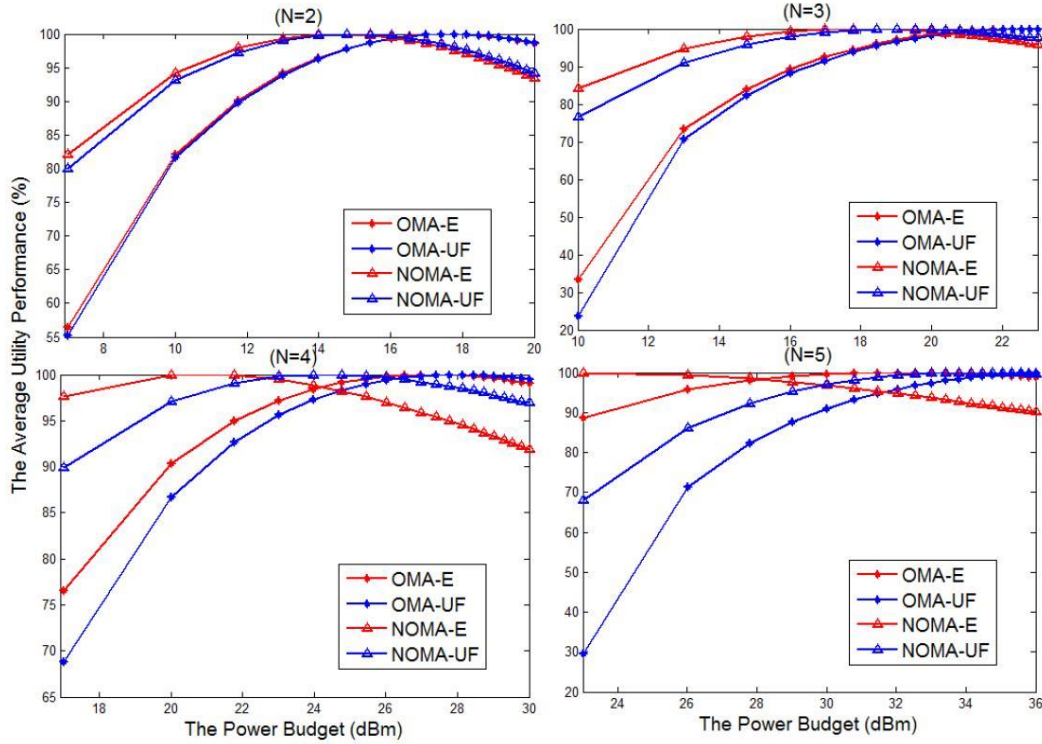 The Average Utility Performance (%)
(N=2)
100
95
90
85
80
75
70
65
60
55
8 10 12 14 16 18 20
OMA-E
OMA-UF
NOMA-E
NOMA-UF
(N=3)
100
90
80
70
60
50
40
30
20
10 12 14 16 18 20 22
OMA-E
OMA-UF
NOMA-E
NOMA-UF
(N=4)
100
95
90
85
80
75
70
65
18 20 22 24 26 28 30
OMA-E
OMA-UF
NOMA-E
NOMA-UF
The Power Budget (dBm)
(N=5)
100
90
80
70
60
50
40
30
20
24 26 28 30 32 34 36
OMA-E
OMA-UF
NOMA-E
NOMA-UF
The Power Budget (dBm)